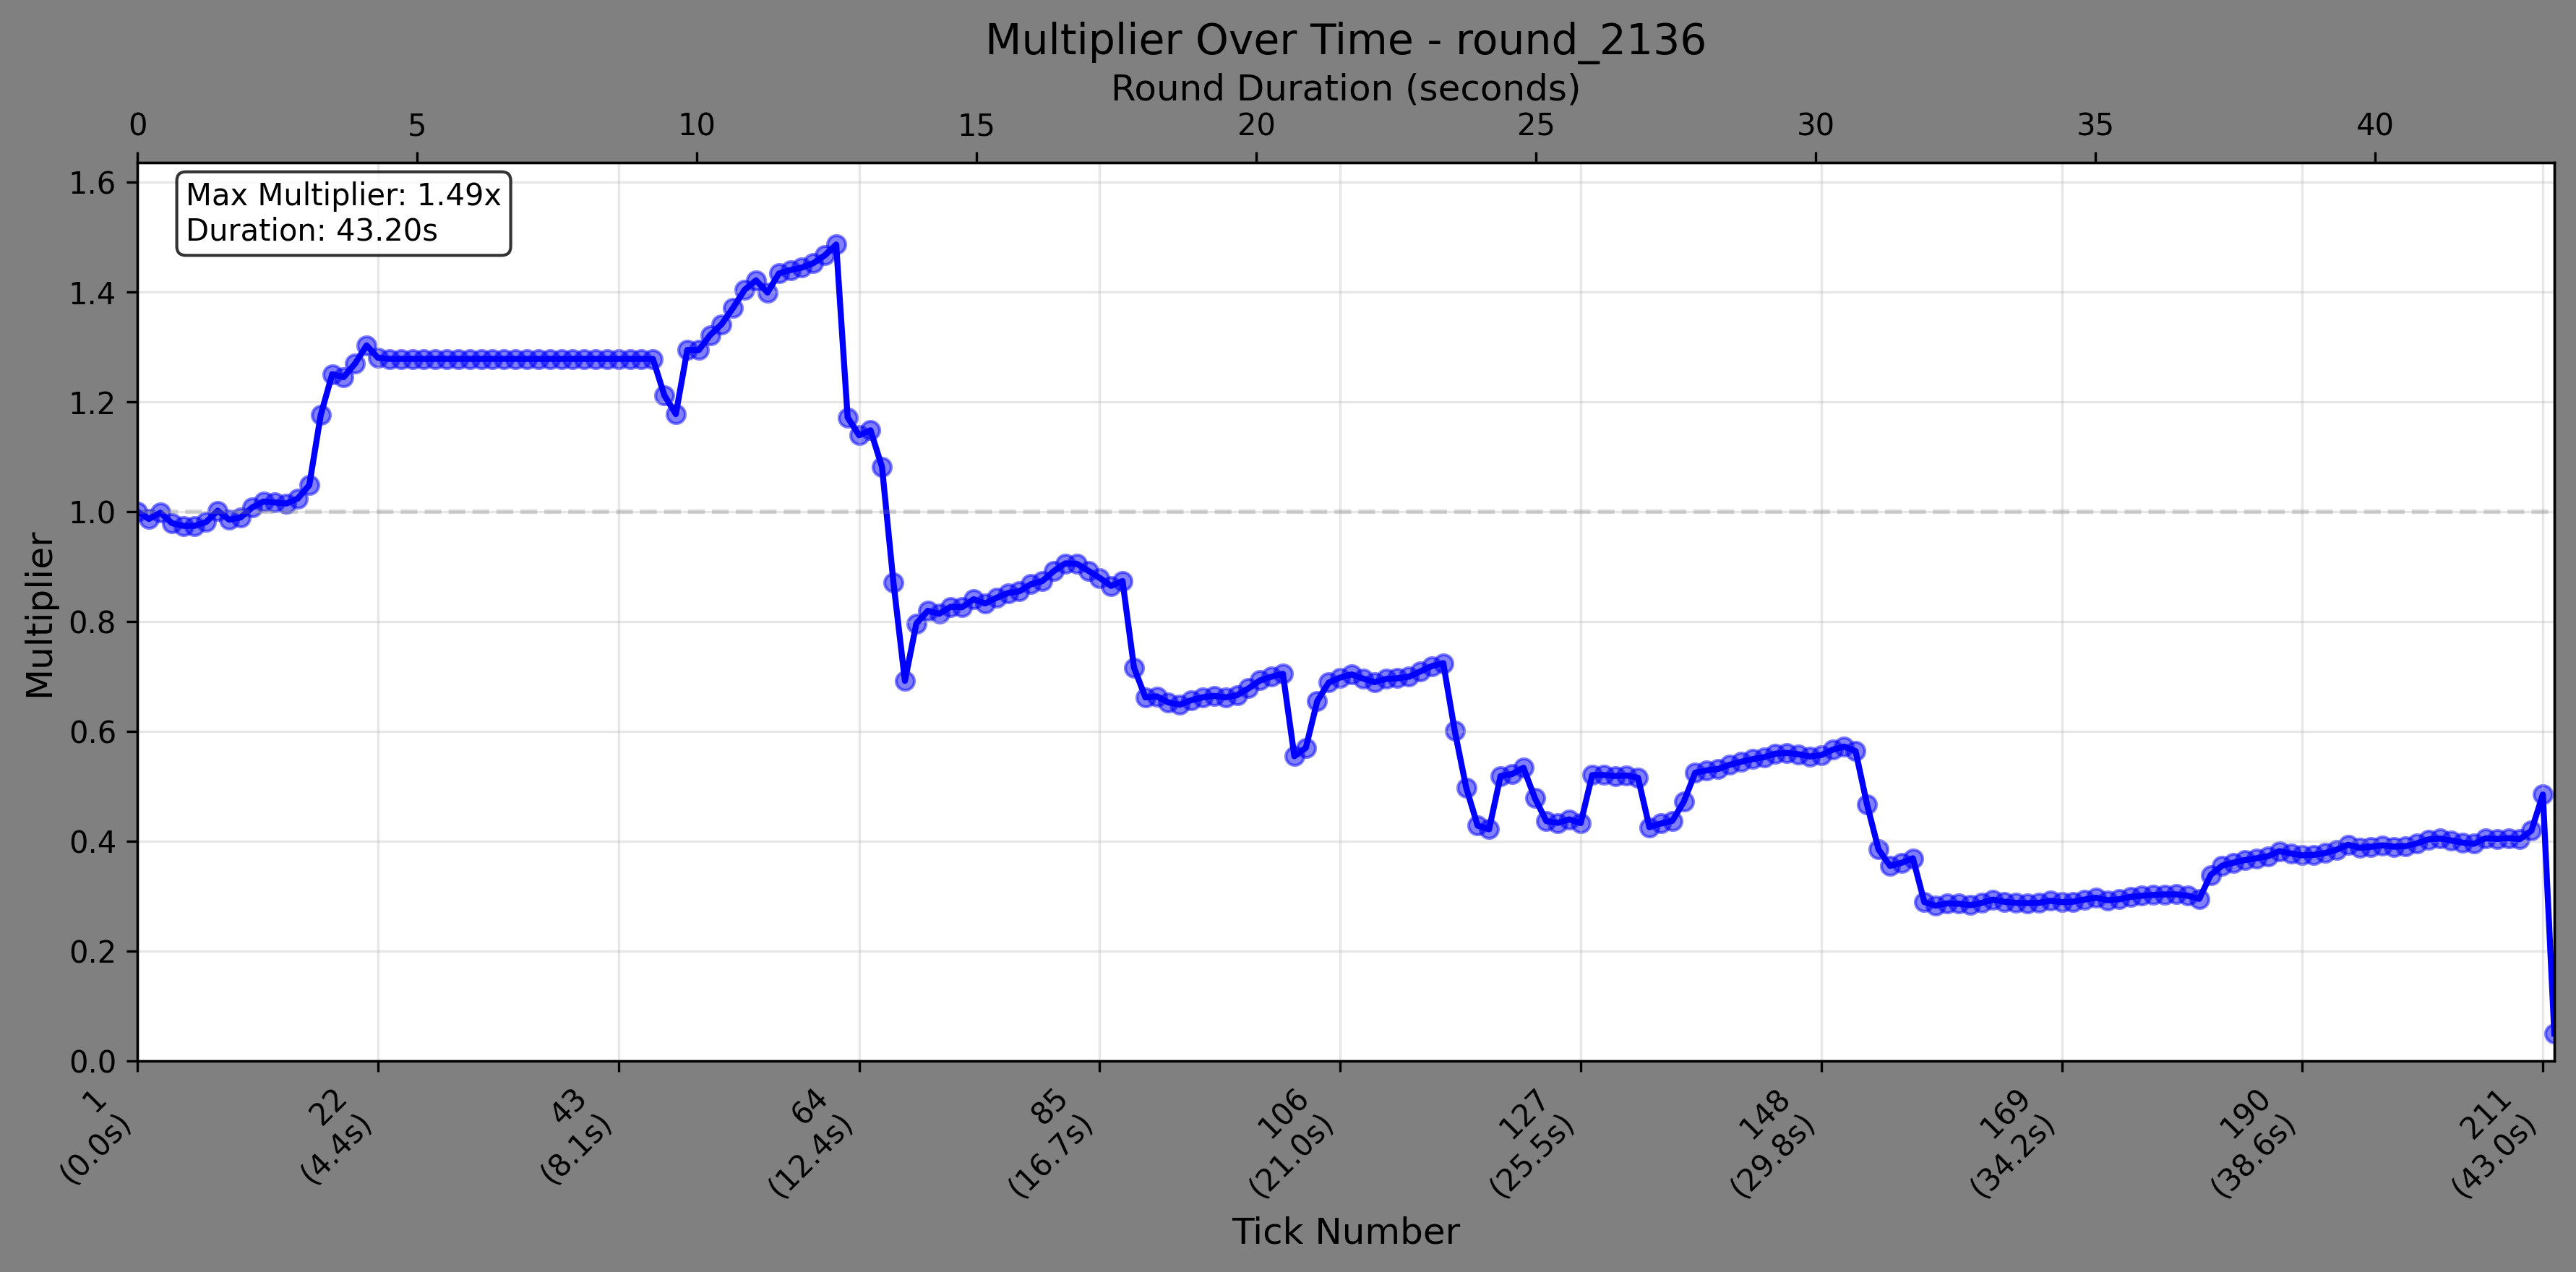 Multiplier Over Time - round_2136
Round Duration (seconds)
0 5 10 15 20 25 30 35 40
Max Multiplier: 1.49x
Duration: 43.20s
1.6
1.4
1.2
1.0
0.8
0.6
0.4
0.2
0.0
Multiplier
1
(0.0s)
22
(4.4s)
43
(8.1s)
64
(12.4s)
85
(16.7s)
106
(21.0s)
127
(25.5s)
148
(29.8s)
169
(34.2s)
190
(38.6s)
211
(43.0s)
Tick Number